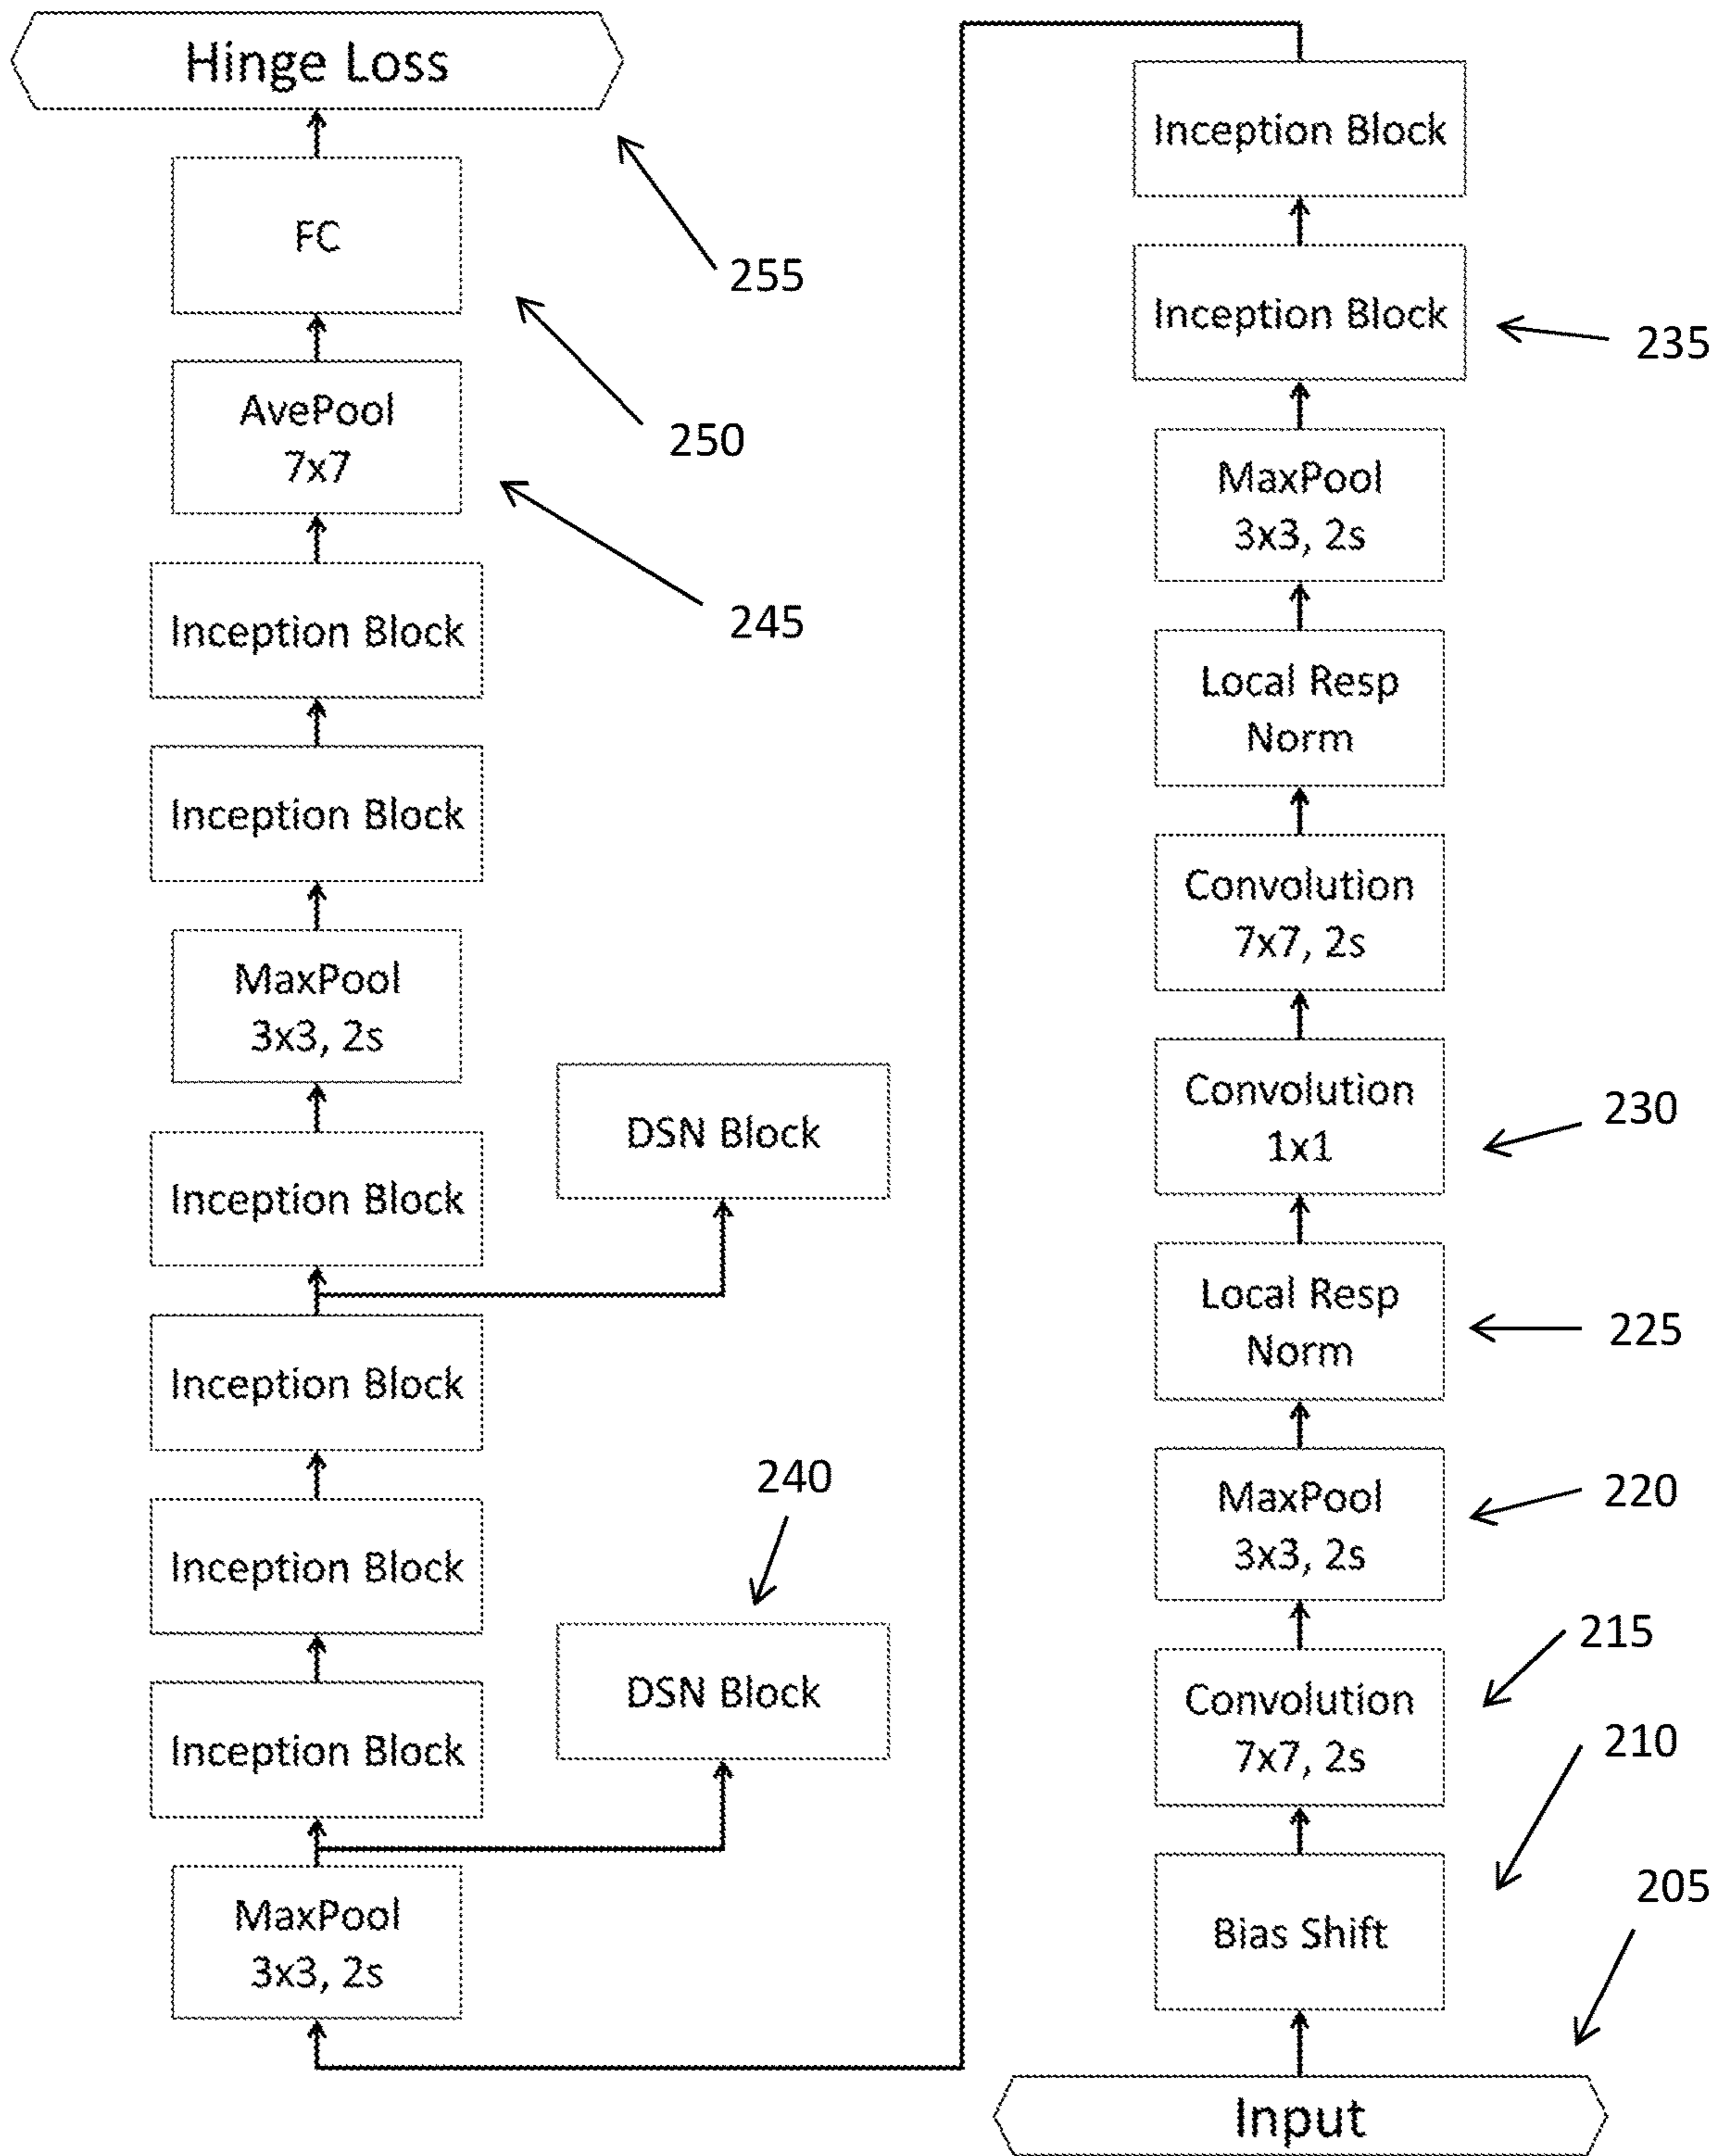 Hinge Loss
FC
255
250
AvePool
7x7
245
Inception Block
Inception Block
MaxPool
3x3, 2s
DSN Block
Inception Block
Inception Block
240
Inception Block
DSN Block
Inception Block
MaxPool
3x3, 2s
Inception Block
Inception Block
235
MaxPool
3x3, 2s
Local Resp
Norm
Convolution
7x7, 2s
Convolution
1x1
230
Local Resp
Norm
225
MaxPool
3x3, 2s
220
215
Convolution
7x7, 2s
210
205
Bias Shift
Input